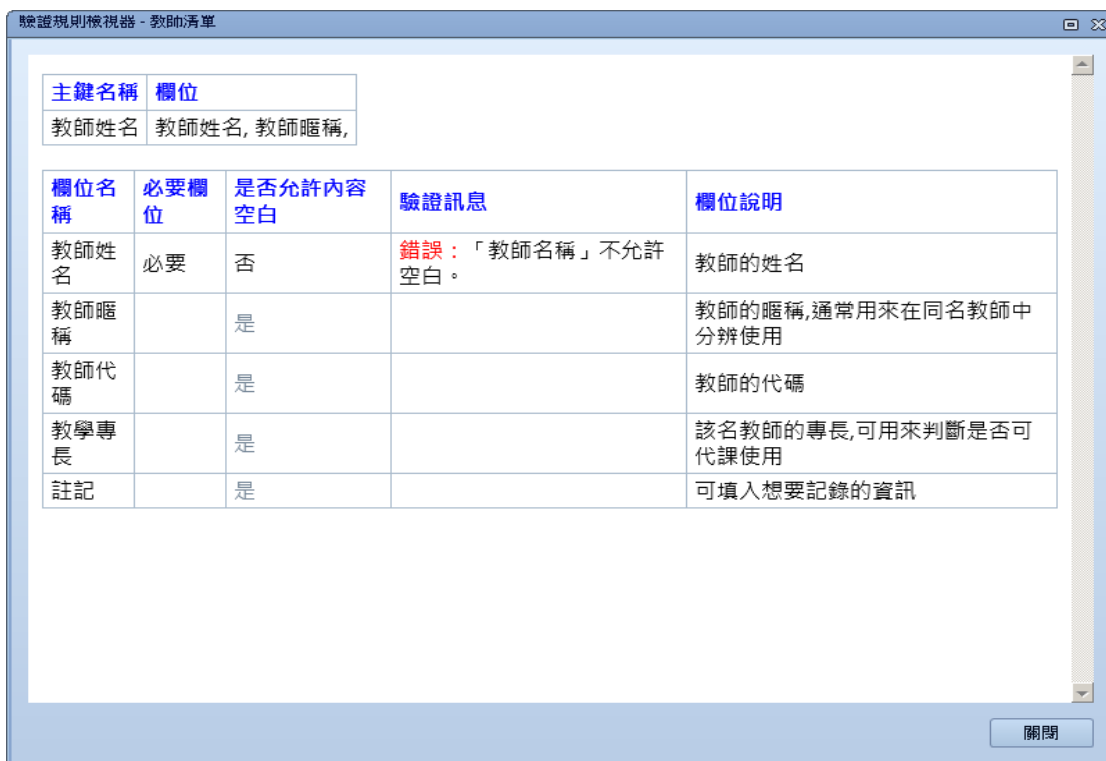 驗證規則檢視器 - 教師清單
主鍵名稱 欄位
教師姓名 教師姓名, 教師暱稱,
欄位名稱 必要欄位 是否允許內容空白 驗證訊息 欄位說明
教師姓名 必要 否 錯誤：「教師名稱」不允許空白。 教師的姓名
教師暱稱 是 教師的暱稱,通常用來在同名教師中分辨使用
教師代碼 是 教師的代碼
教學專長 是 該名教師的專長,可用來判斷是否可代課使用
註記 是 可填入想要記錄的資訊
關閉